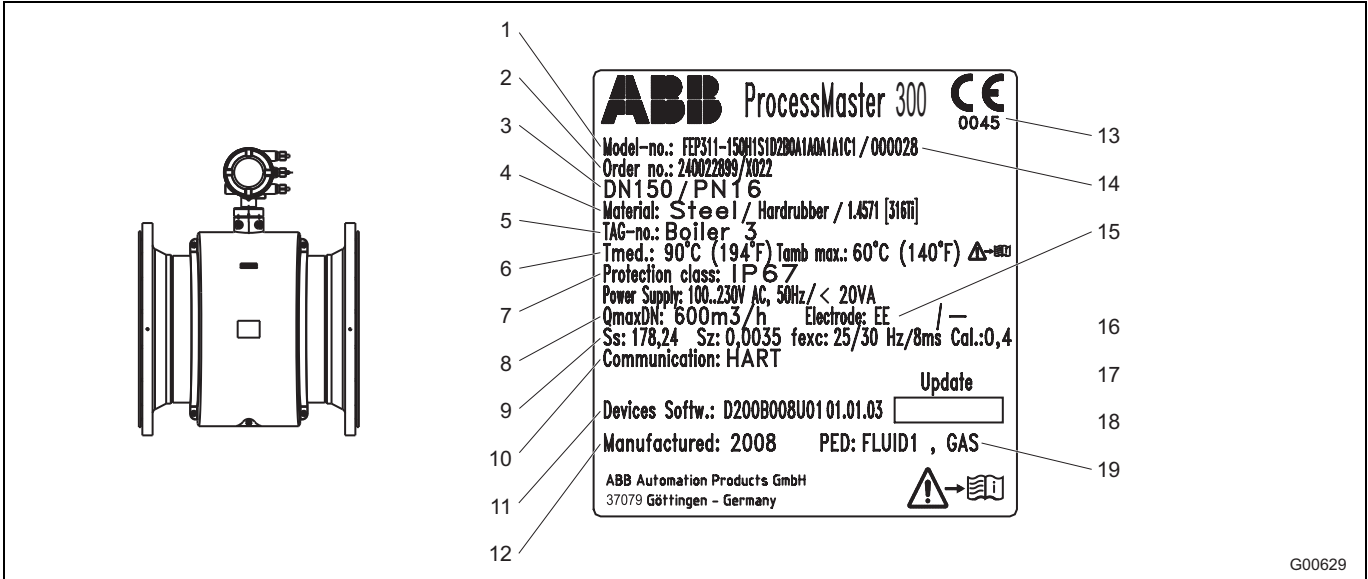 1
2
3
4
5
6
7
8
9
10
11
12
ABB ProcessMaster 300 CE
0045
Model-no.: FEP311-150H1S1D2B0A1A0A1A1C1 / 000028
Order no.: 240022899/X022
DN150/PN16
Material: Steel / Hardrubber / 1.4571 [316Ti]
TAG-no.: Boiler 3
Tmed.: 90°C (194°F) Tamb max.: 60°C (140°F)
Protection class: IP67
Power Supply: 100..230V AC, 50Hz/< 20VA
QmaxDN: 600m3/h Electrode: EE /–
Ss: 178,24 Sz: 0,0035 fexc: 25/30 Hz/8ms Cal.:0,4
Communication: HART
Update
Devices Softw.: D200B008U01 01.01.03
Manufactured: 2008 PED: FLUID1 , GAS
ABB Automation Products GmbH
37079 Göttingen - Germany
13
14
15
16
17
18
19
G00629